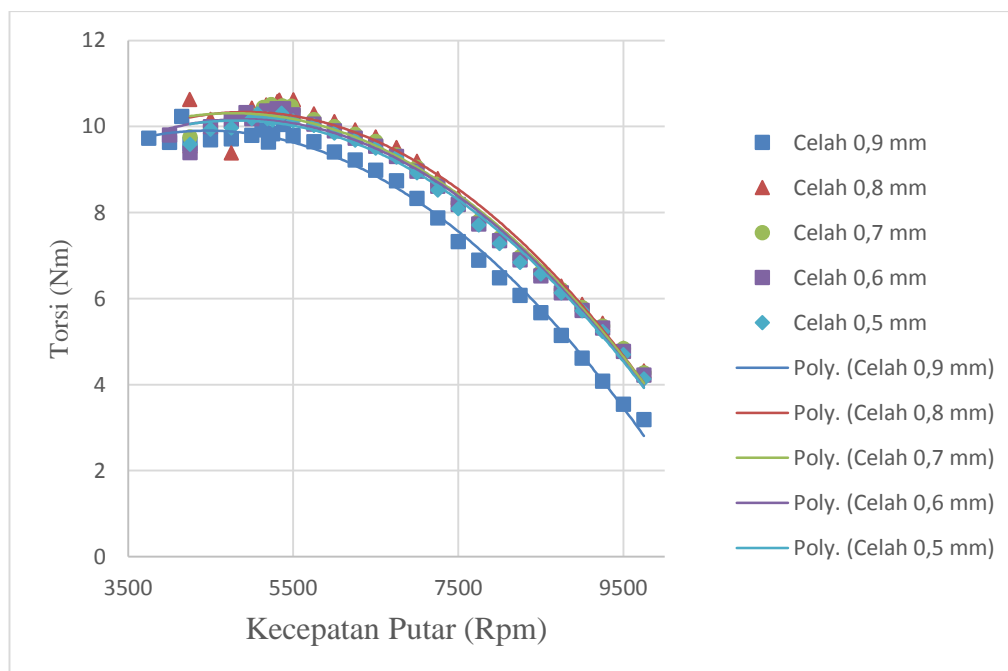 12
10
8
6
4
2
0
Torsi (Nm)
3500
5500
7500
9500
Kecepatan Putar (Rpm)
Celah 0,9 mm
Celah 0,8 mm
Celah 0,7 mm
Celah 0,6 mm
Celah 0,5 mm
Poly. (Celah 0,9 mm)
Poly. (Celah 0,8 mm)
Poly. (Celah 0,7 mm)
Poly. (Celah 0,6 mm)
Poly. (Celah 0,5 mm)